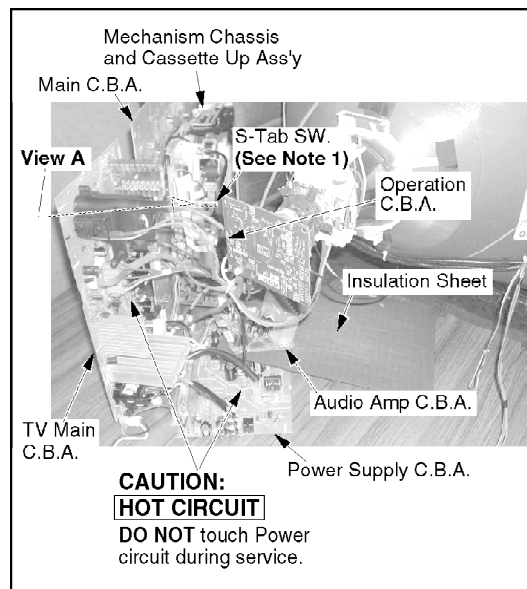 Mechanism Chassis
and Cassette Up Ass'y
Main C.B.A.
S-Tab SW.
(See Note 1)
View A
Operation
C.B.A.
Insulation Sheet
Audio Amp C.B.A.
TV Main
C.B.A.
Power Supply C.B.A.
CAUTION:
HOT CIRCUIT
DO NOT touch Power
circuit during service.